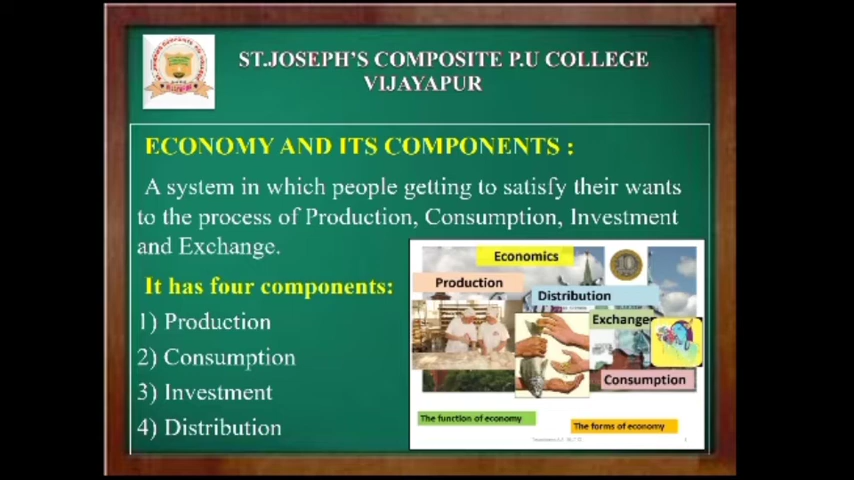 ST.JOSEPH'S COMPOSITE P.U COLLEGE
VIJAYAPUR
ECONOMY AND ITS COMPONENTS :
A system in which people getting to satisfy their wants
to the process of Production, Consumption, Investment
and Exchange.
It has four components:
1) Production
2) Consumption
3) Investment
4) Distribution
Economics
Production
Distribution
Exchange
Consumption
The function of economy
The forms of economy